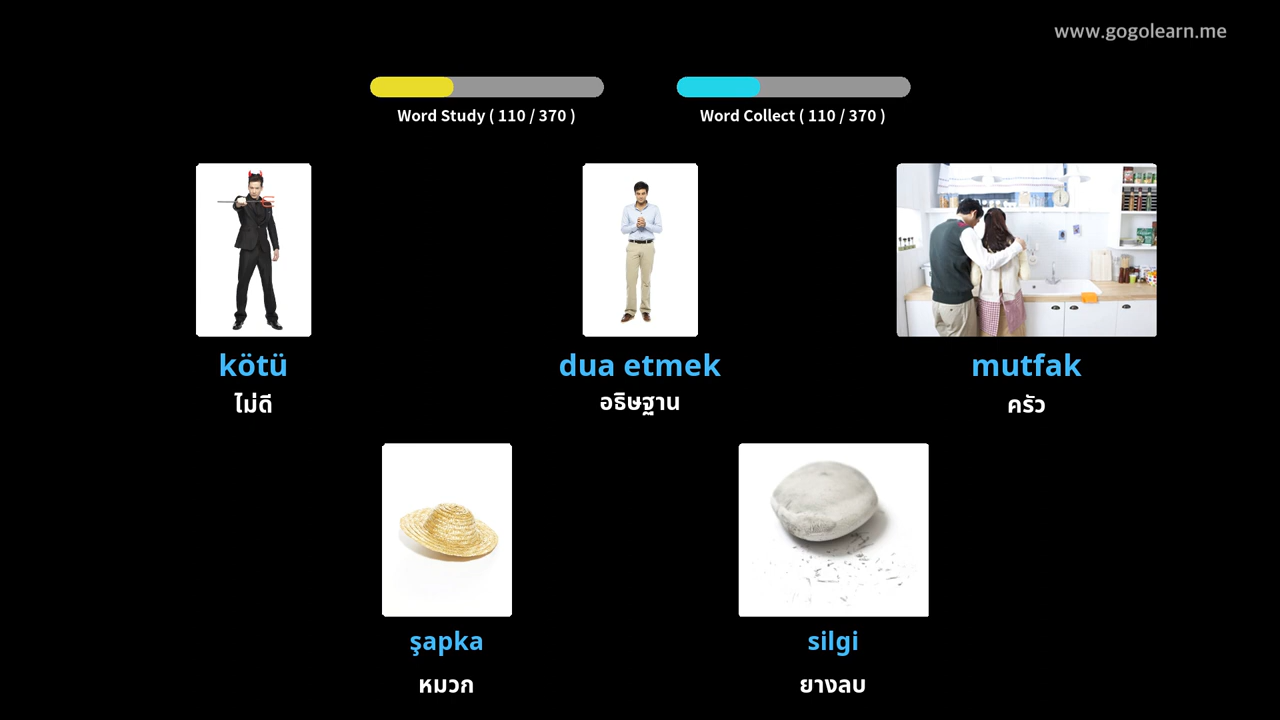 www.gogolearn.me
Word Study ( 110 / 370 )
Word Collect ( 110 / 370 )
kötü
ไม่ดี
dua etmek
อธิษฐาน
mutfak
ครัว
şapka
หมวก
silgi
ยางลบ